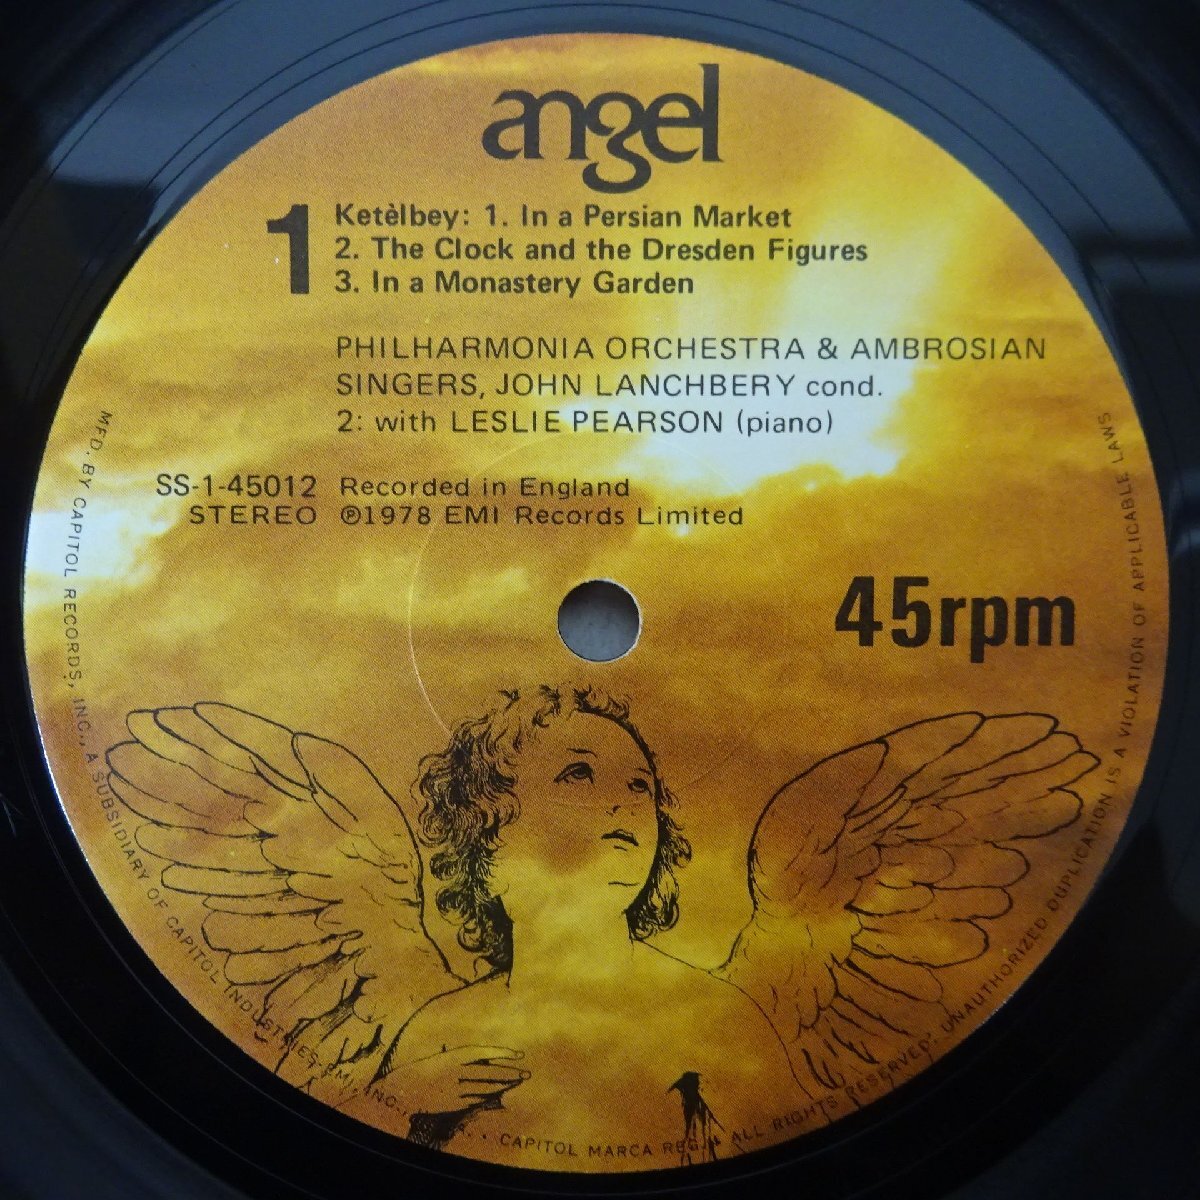 angel
1
Ketèlbey: 1. In a Persian Market
2. The Clock and the Dresden Figures
3. In a Monastery Garden
PHILHARMONIA ORCHESTRA & AMBROSIAN
SINGERS, JOHN LANCHBERY cond.
2: with LESLIE PEARSON (piano)
SS-1-45012 Recorded in England
STEREO ℗1978 EMI Records Limited
45rpm
MFD. BY CAPITOL RECORDS, INC., A SUBSIDIARY OF CAPITOL INDUSTRIES-EMI, INC., • CAPITOL MARCA REG. • ALL RIGHTS RESERVED. UNAUTHORIZED DUPLICATION IS A VIOLATION OF APPLICABLE LAWS